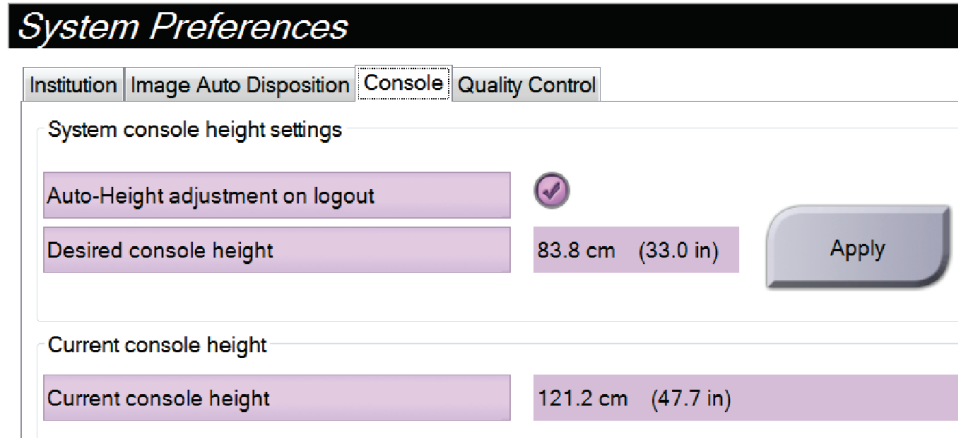 System Preferences
Institution Image Auto Disposition Console Quality Control
System console height settings
Auto-Height adjustment on logout
Desired console height 83.8 cm (33.0 in) Apply
Current console height
Current console height 121.2 cm (47.7 in)